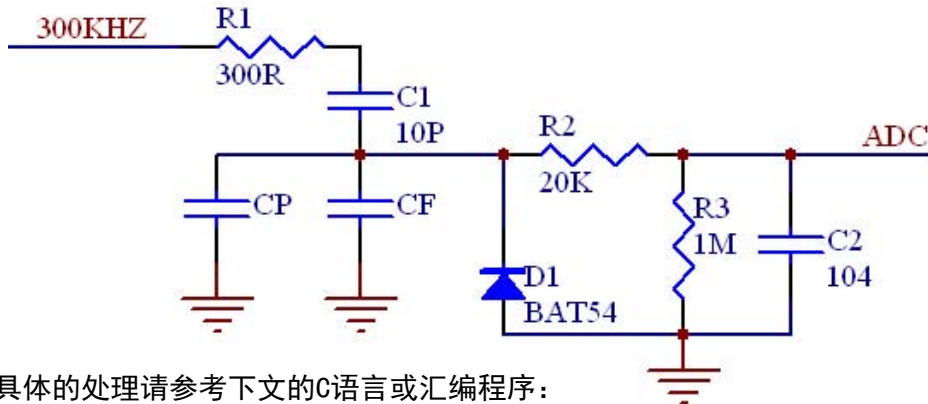 300KHZ
R1
300R
C1
10P
R2
20K
ADC
CP
CF
R3
1M
C2
104
D1
BAT54
具体的处理请参考下文的C语言或汇编程序：